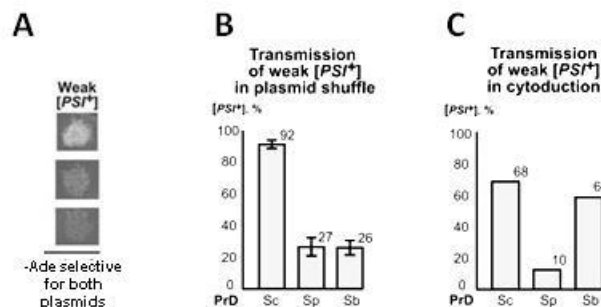 A
Weak
[PSI+]
-Ade selective
for both
plasmids
B
Transmission
of weak [PSI+]
in plasmid shuffle
[PSI+], %
100
80
60
40
20
0
92
27
26
PrD Sc Sp Sb
C
Transmission
of weak [PSI+]
in cytoduction
[PSI+], %
100
80
60
40
20
0
68
10
6
PrD Sc Sp Sb